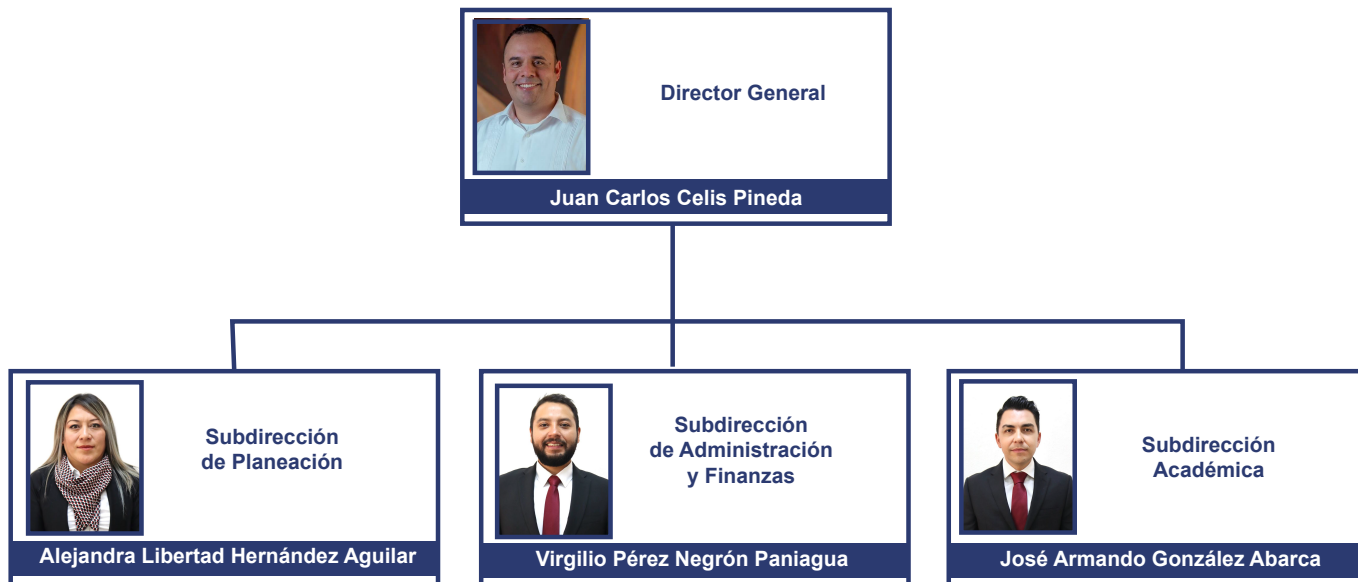 Director General
Juan Carlos Celis Pineda
Subdirección
de Planeación
Alejandra Libertad Hernández Aguilar
Subdirección
de Administración
y Finanzas
Virgilio Pérez Negrón Paniagua
Subdirección
Académica
José Armando González Abarca